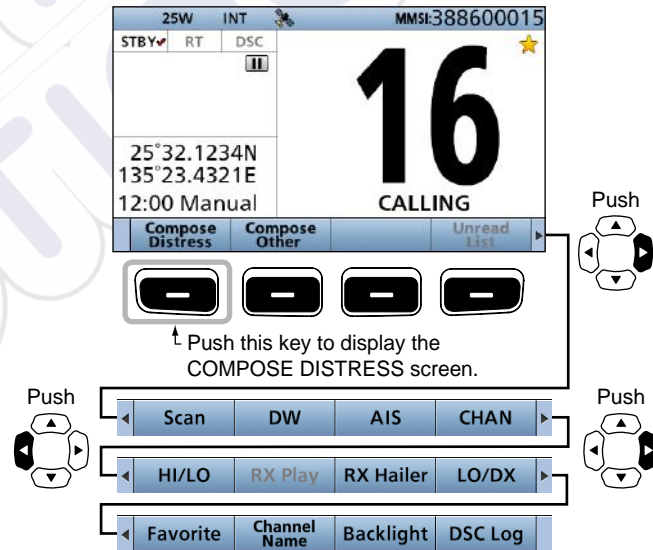 25W INT MMSI:388600015
STBY RT DSC
16
25°32.1234N
135°23.4321E
12:00 Manual
CALLING
Compose Distress Compose Other Unread List
Push
Push this key to display the
COMPOSE DISTRESS screen.
Push Push
Scan DW AIS CHAN
HI/LO RX Play RX Hailer LO/DX
Favorite Channel Name Backlight DSC Log